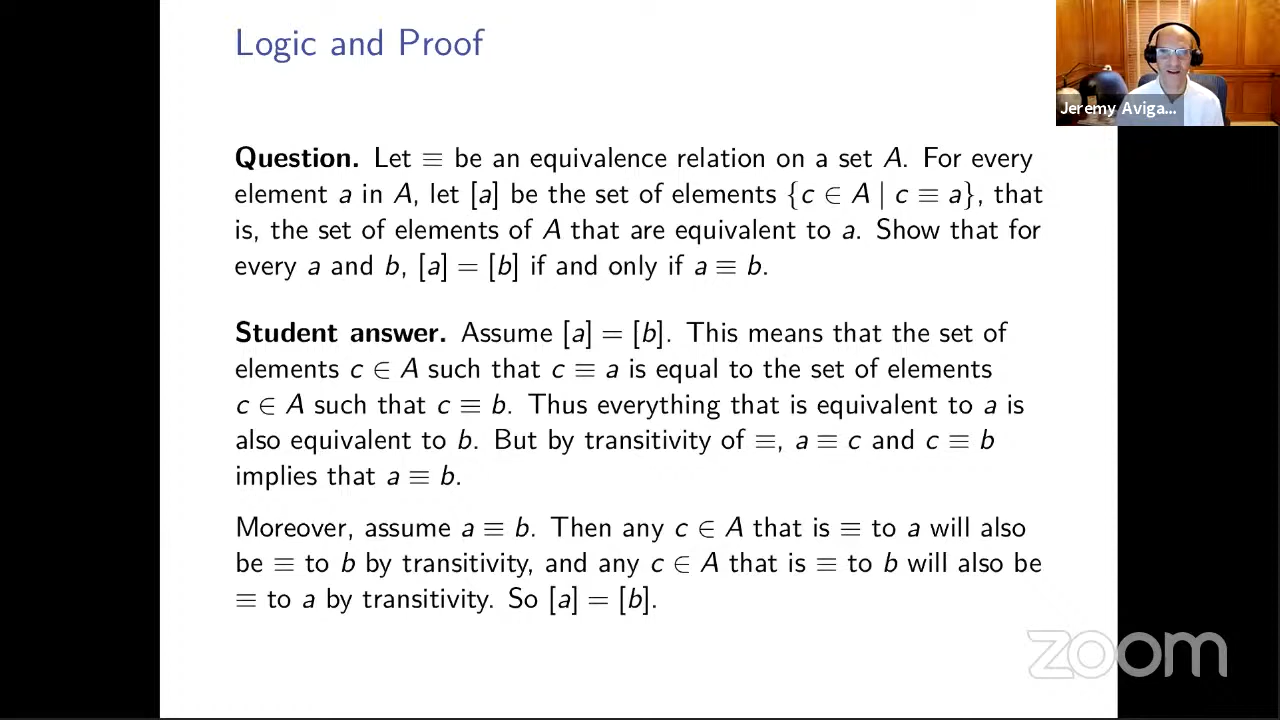 Logic and Proof
Jeremy Aviga...
Question. Let ≡ be an equivalence relation on a set A. For every
element a in A, let [a] be the set of elements {c ∈ A | c ≡ a}, that
is, the set of elements of A that are equivalent to a. Show that for
every a and b, [a] = [b] if and only if a ≡ b.
Student answer. Assume [a] = [b]. This means that the set of
elements c ∈ A such that c ≡ a is equal to the set of elements
c ∈ A such that c ≡ b. Thus everything that is equivalent to a is
also equivalent to b. But by transitivity of ≡, a ≡ c and c ≡ b
implies that a ≡ b.
Moreover, assume a ≡ b. Then any c ∈ A that is ≡ to a will also
be ≡ to b by transitivity, and any c ∈ A that is ≡ to b will also be
≡ to a by transitivity. So [a] = [b].
zoom